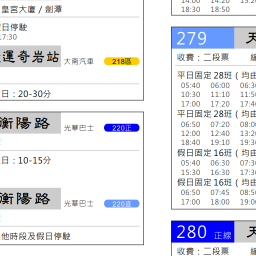 皇宮大廈 / 劍潭
日停駛
17:30
運奇岩站 大南汽車 218區
日：20-30分
衡陽路 光華巴士 220正
日：10-15分
衡陽路 光華巴士 220直
他時段及假日停駛
18:30 18:50
279 天
收費：二段票
平日固定 28班 ( 均由
05:40 06:00 06:30
10:30 11:10 11:50
17:00 17:20 17:40
平日固定 28班 ( 均由
06:50 07:20 08:00
12:00 12:40 13:20
18:40 19:10 19:30
假日固定 16班 ( 均由
05:40 06:30 07:30
15:30 16:30 17:30
假日固定 16班 ( 均由
06:50 07:45 08:50
17:00 18:00 19:00
280 正線 天
收費：二段票